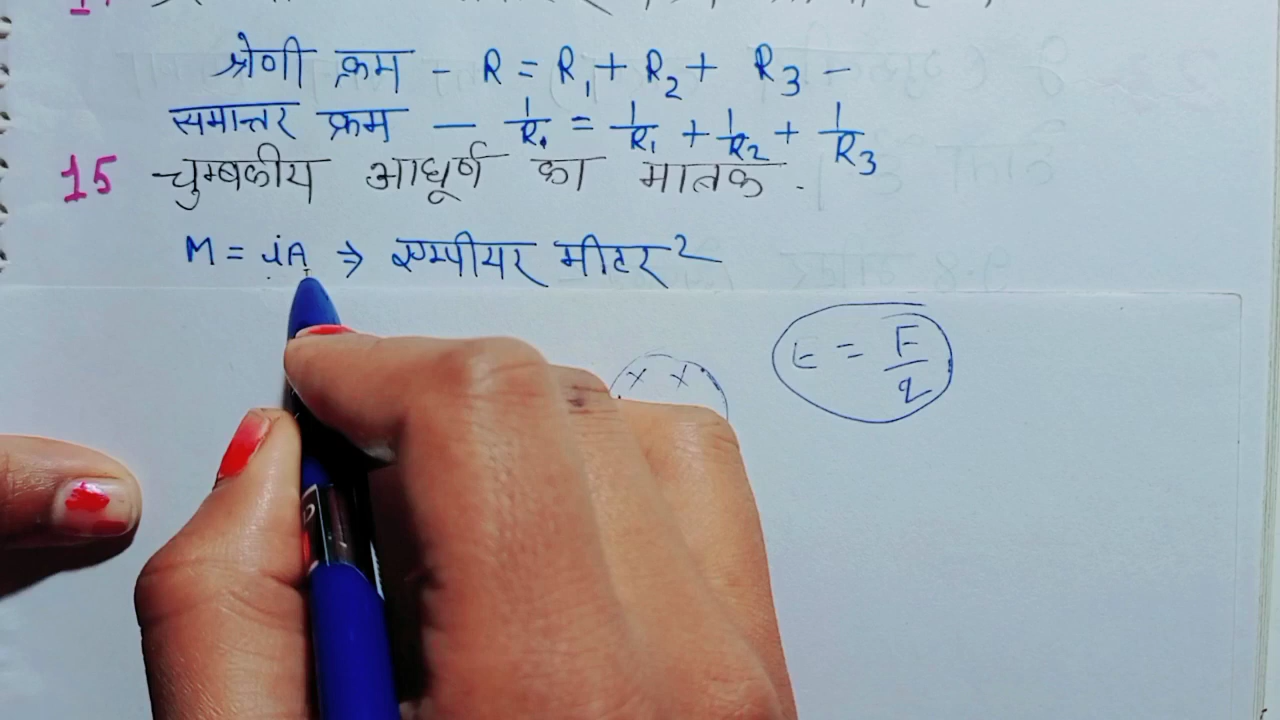 श्रेणी क्रम - R = R₁ + R₂ + R₃ -
समान्तर क्रम - 1/R. = 1/R₁ + 1/R₂ + 1/R₃
15 चुम्बकीय आघूर्ण का मातक.
M = iA ⇒ एम्पीयर मीटर²
E = F/q
x x